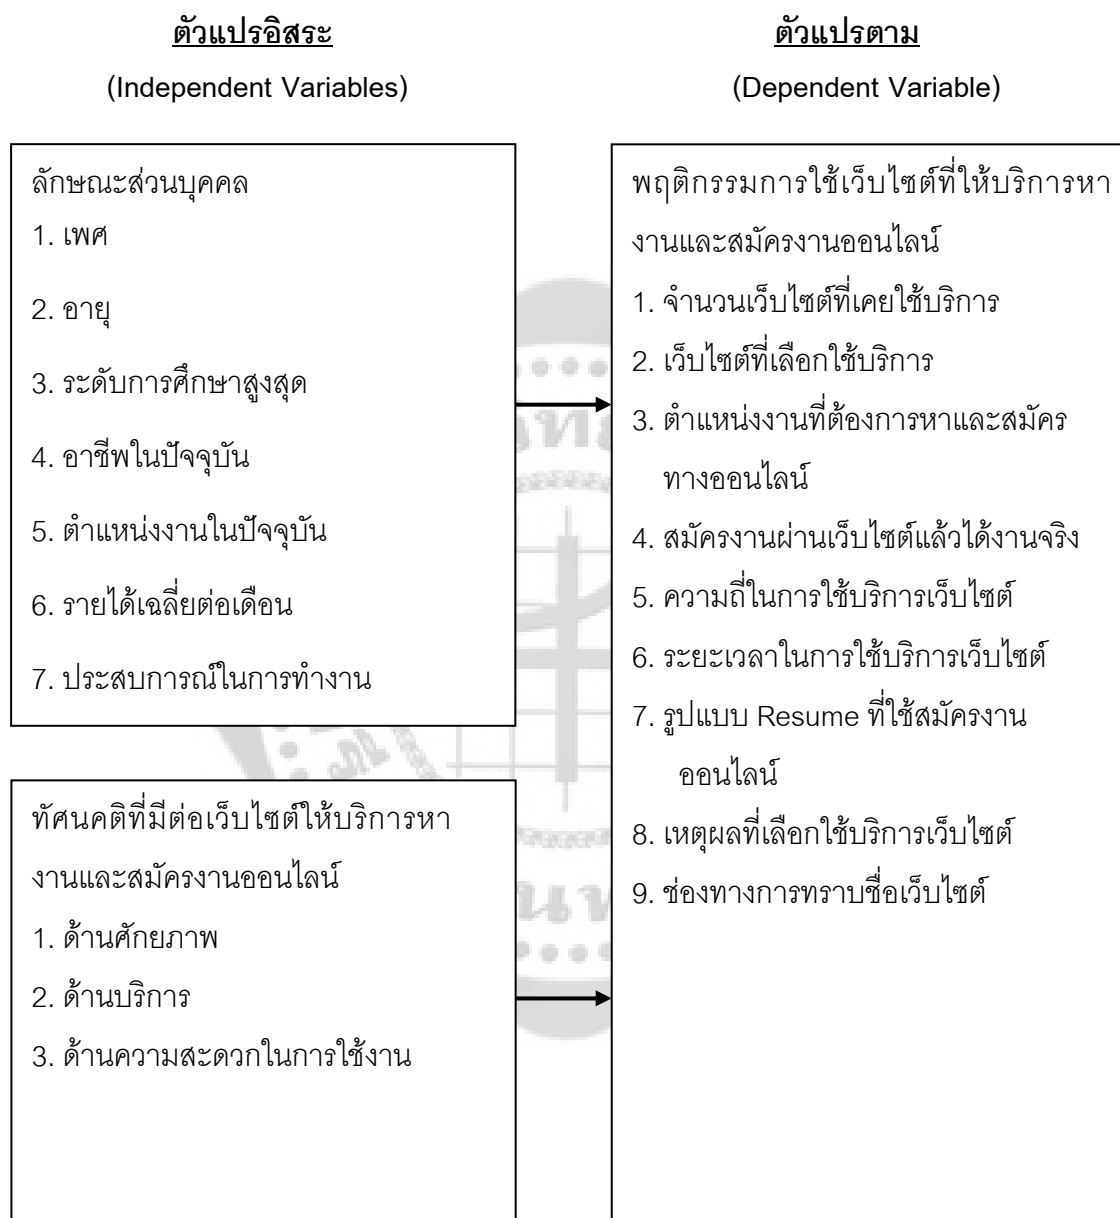 ตัวแปรอิสระ
(Independent Variables)
ลักษณะส่วนบุคคล
1. เพศ
2. อายุ
3. ระดับการศึกษาสูงสุด
4. อาชีพในปัจจุบัน
5. ตำแหน่งงานในปัจจุบัน
6. รายได้เฉลี่ยต่อเดือน
7. ประสบการณ์ในการทำงาน
ทัศนคติที่มีต่อเว็บไซต์ให้บริการหา
งานและสมัครงานออนไลน์
1. ด้านศักยภาพ
2. ด้านบริการ
3. ด้านความสะดวกในการใช้งาน
ตัวแปรตาม
(Dependent Variable)
พฤติกรรมการใช้เว็บไซต์ที่ให้บริการหา
งานและสมัครงานออนไลน์
1. จำนวนเว็บไซต์ที่เคยใช้บริการ
2. เว็บไซต์ที่เลือกใช้บริการ
3. ตำแหน่งงานที่ต้องการหาและสมัคร
ทางออนไลน์
4. สมัครงานผ่านเว็บไซต์แล้วได้งานจริง
5. ความถี่ในการใช้บริการเว็บไซต์
6. ระยะเวลาในการใช้บริการเว็บไซต์
7. รูปแบบ Resume ที่ใช้สมัครงาน
ออนไลน์
8. เหตุผลที่เลือกใช้บริการเว็บไซต์
9. ช่องทางการทราบชื่อเว็บไซต์